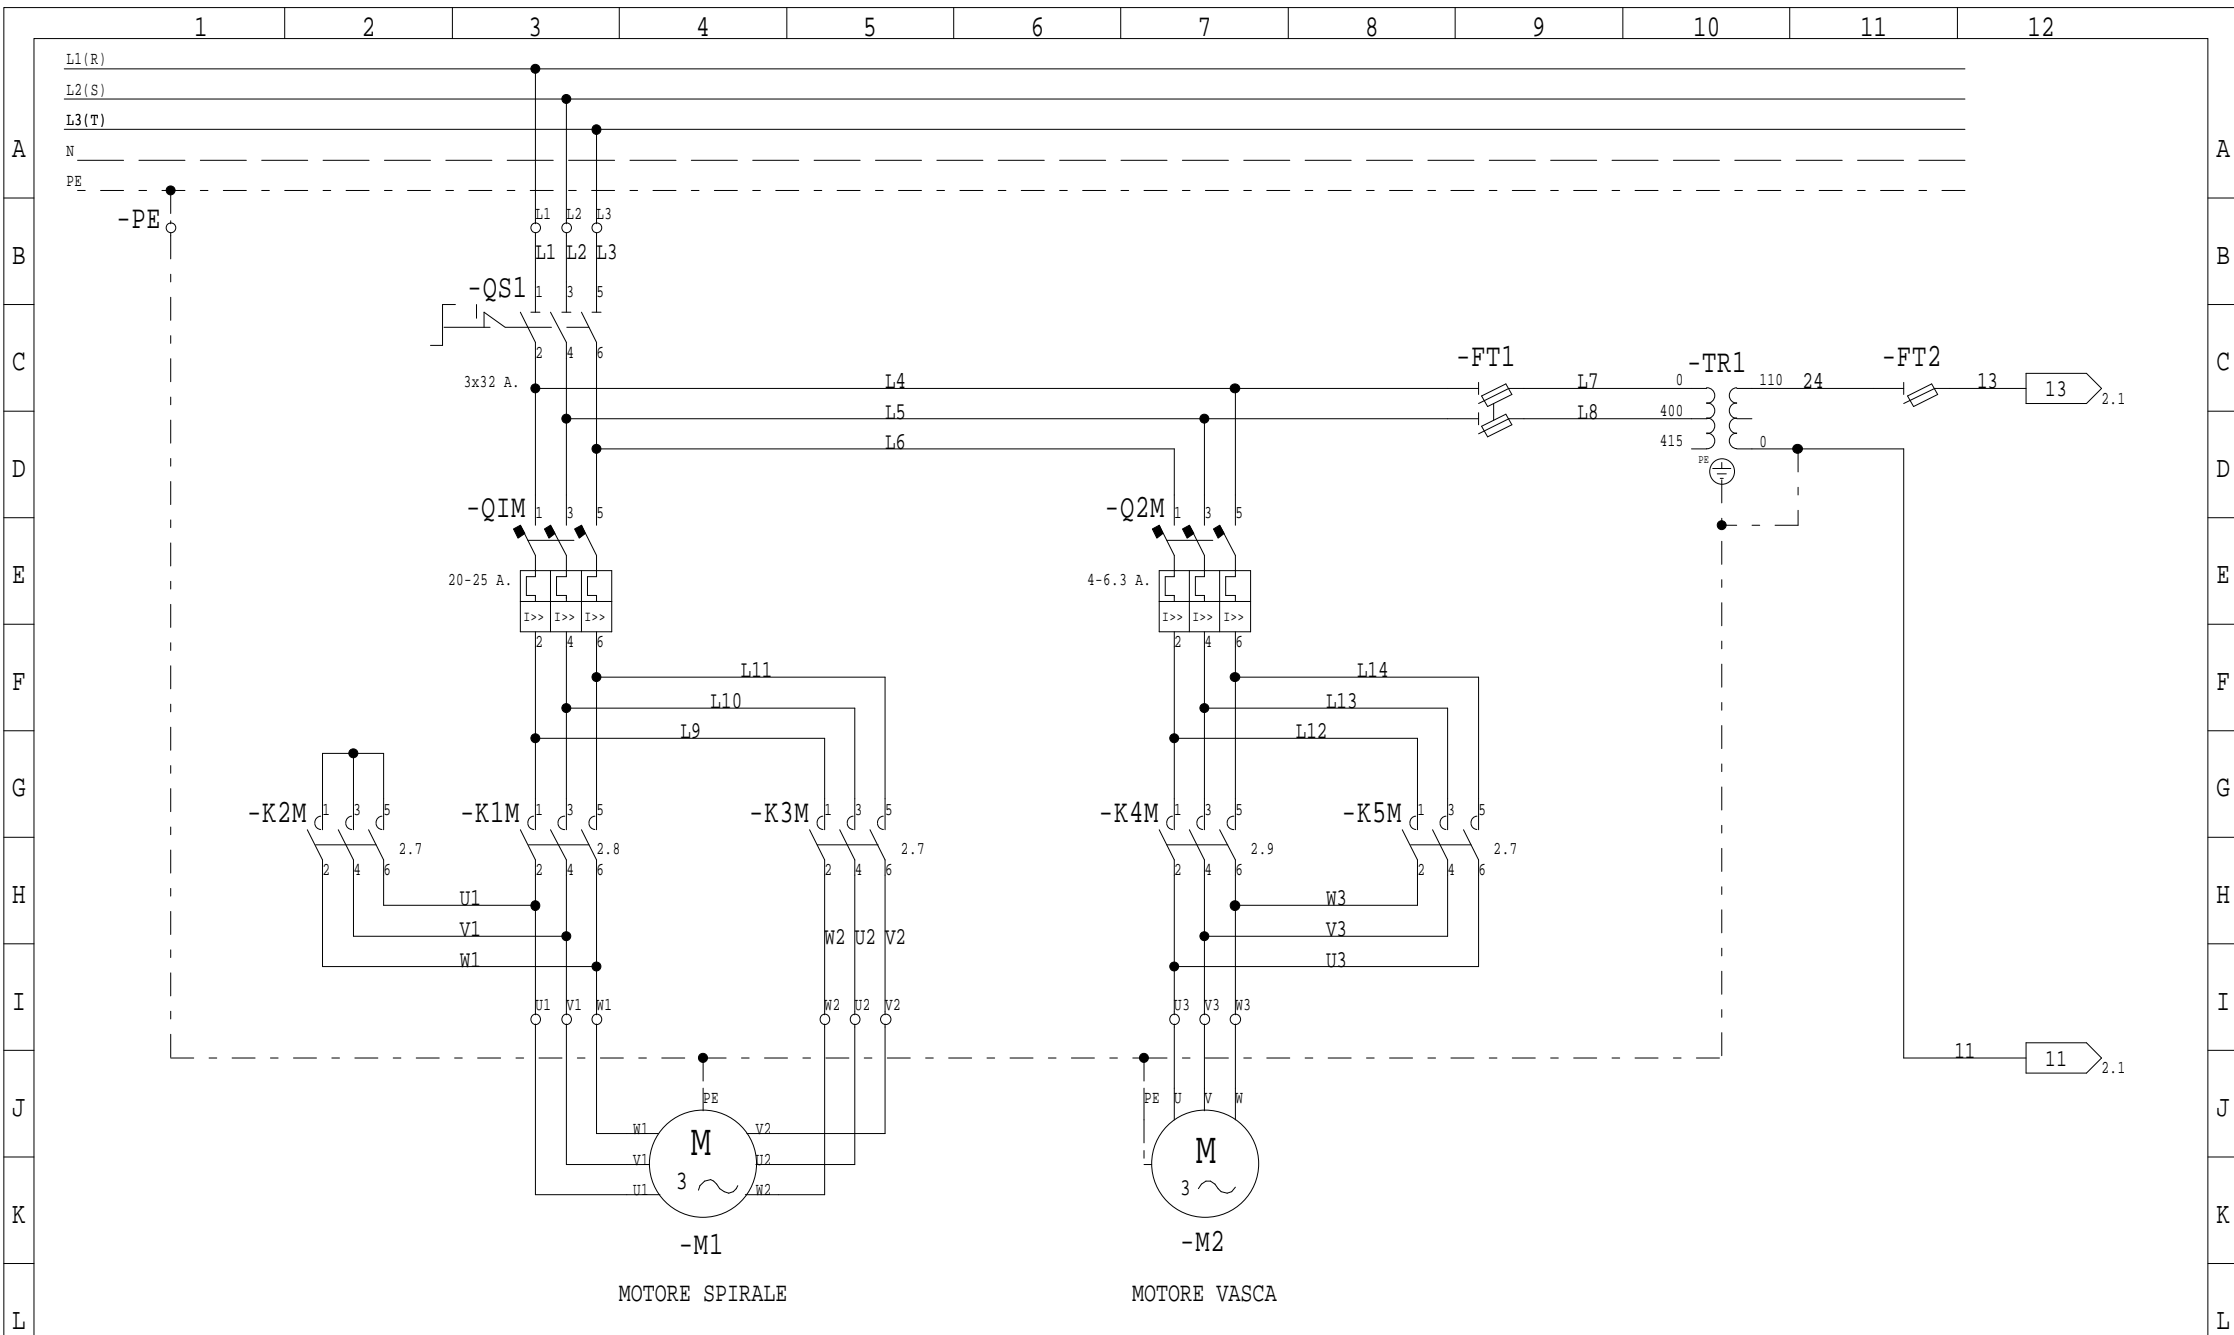 1 2 3 4 5 6 7 8 9 10 11 12
L1(R)
L2(S)
L3(T)
A N A
PE
-PE L1 L2 L3
B L1 L2 L3 B
-QS1 1 3 5
2 4 6
C -FT1 -TR1 -FT2 C
3x32 A. L4 L7 0 110 24 13 13 2.1
L5 L8 400
L6 415 0
D PE D
-QIM 1 3 5 -Q2M 1 3 5
E 20-25 A. 4-6.3 A. E
I>> I>> I>> I>> I>> I>>
2 4 6 2 4 6
F L11 L14 F
L10 L13
L9 L12
G G
-K2M 1 3 5 -K1M 1 3 5 -K3M 1 3 5 -K4M 1 3 5 -K5M 1 3 5
2.7 2.8 2.7 2.9 2.7
2 4 6 2 4 6 2 4 6 2 4 6 2 4 6
H U1 W3 H
V1 W2 U2 V2 V3
W1 U3
I U1 V1 W1 W2 U2 V2 U3 V3 W3 I
11 11 2.1
J PE PE U V W J
W1 M V2 M
V1 U2
U1 3 W2 3
K K
-M1 -M2
MOTORE SPIRALE MOTORE VASCA
L L